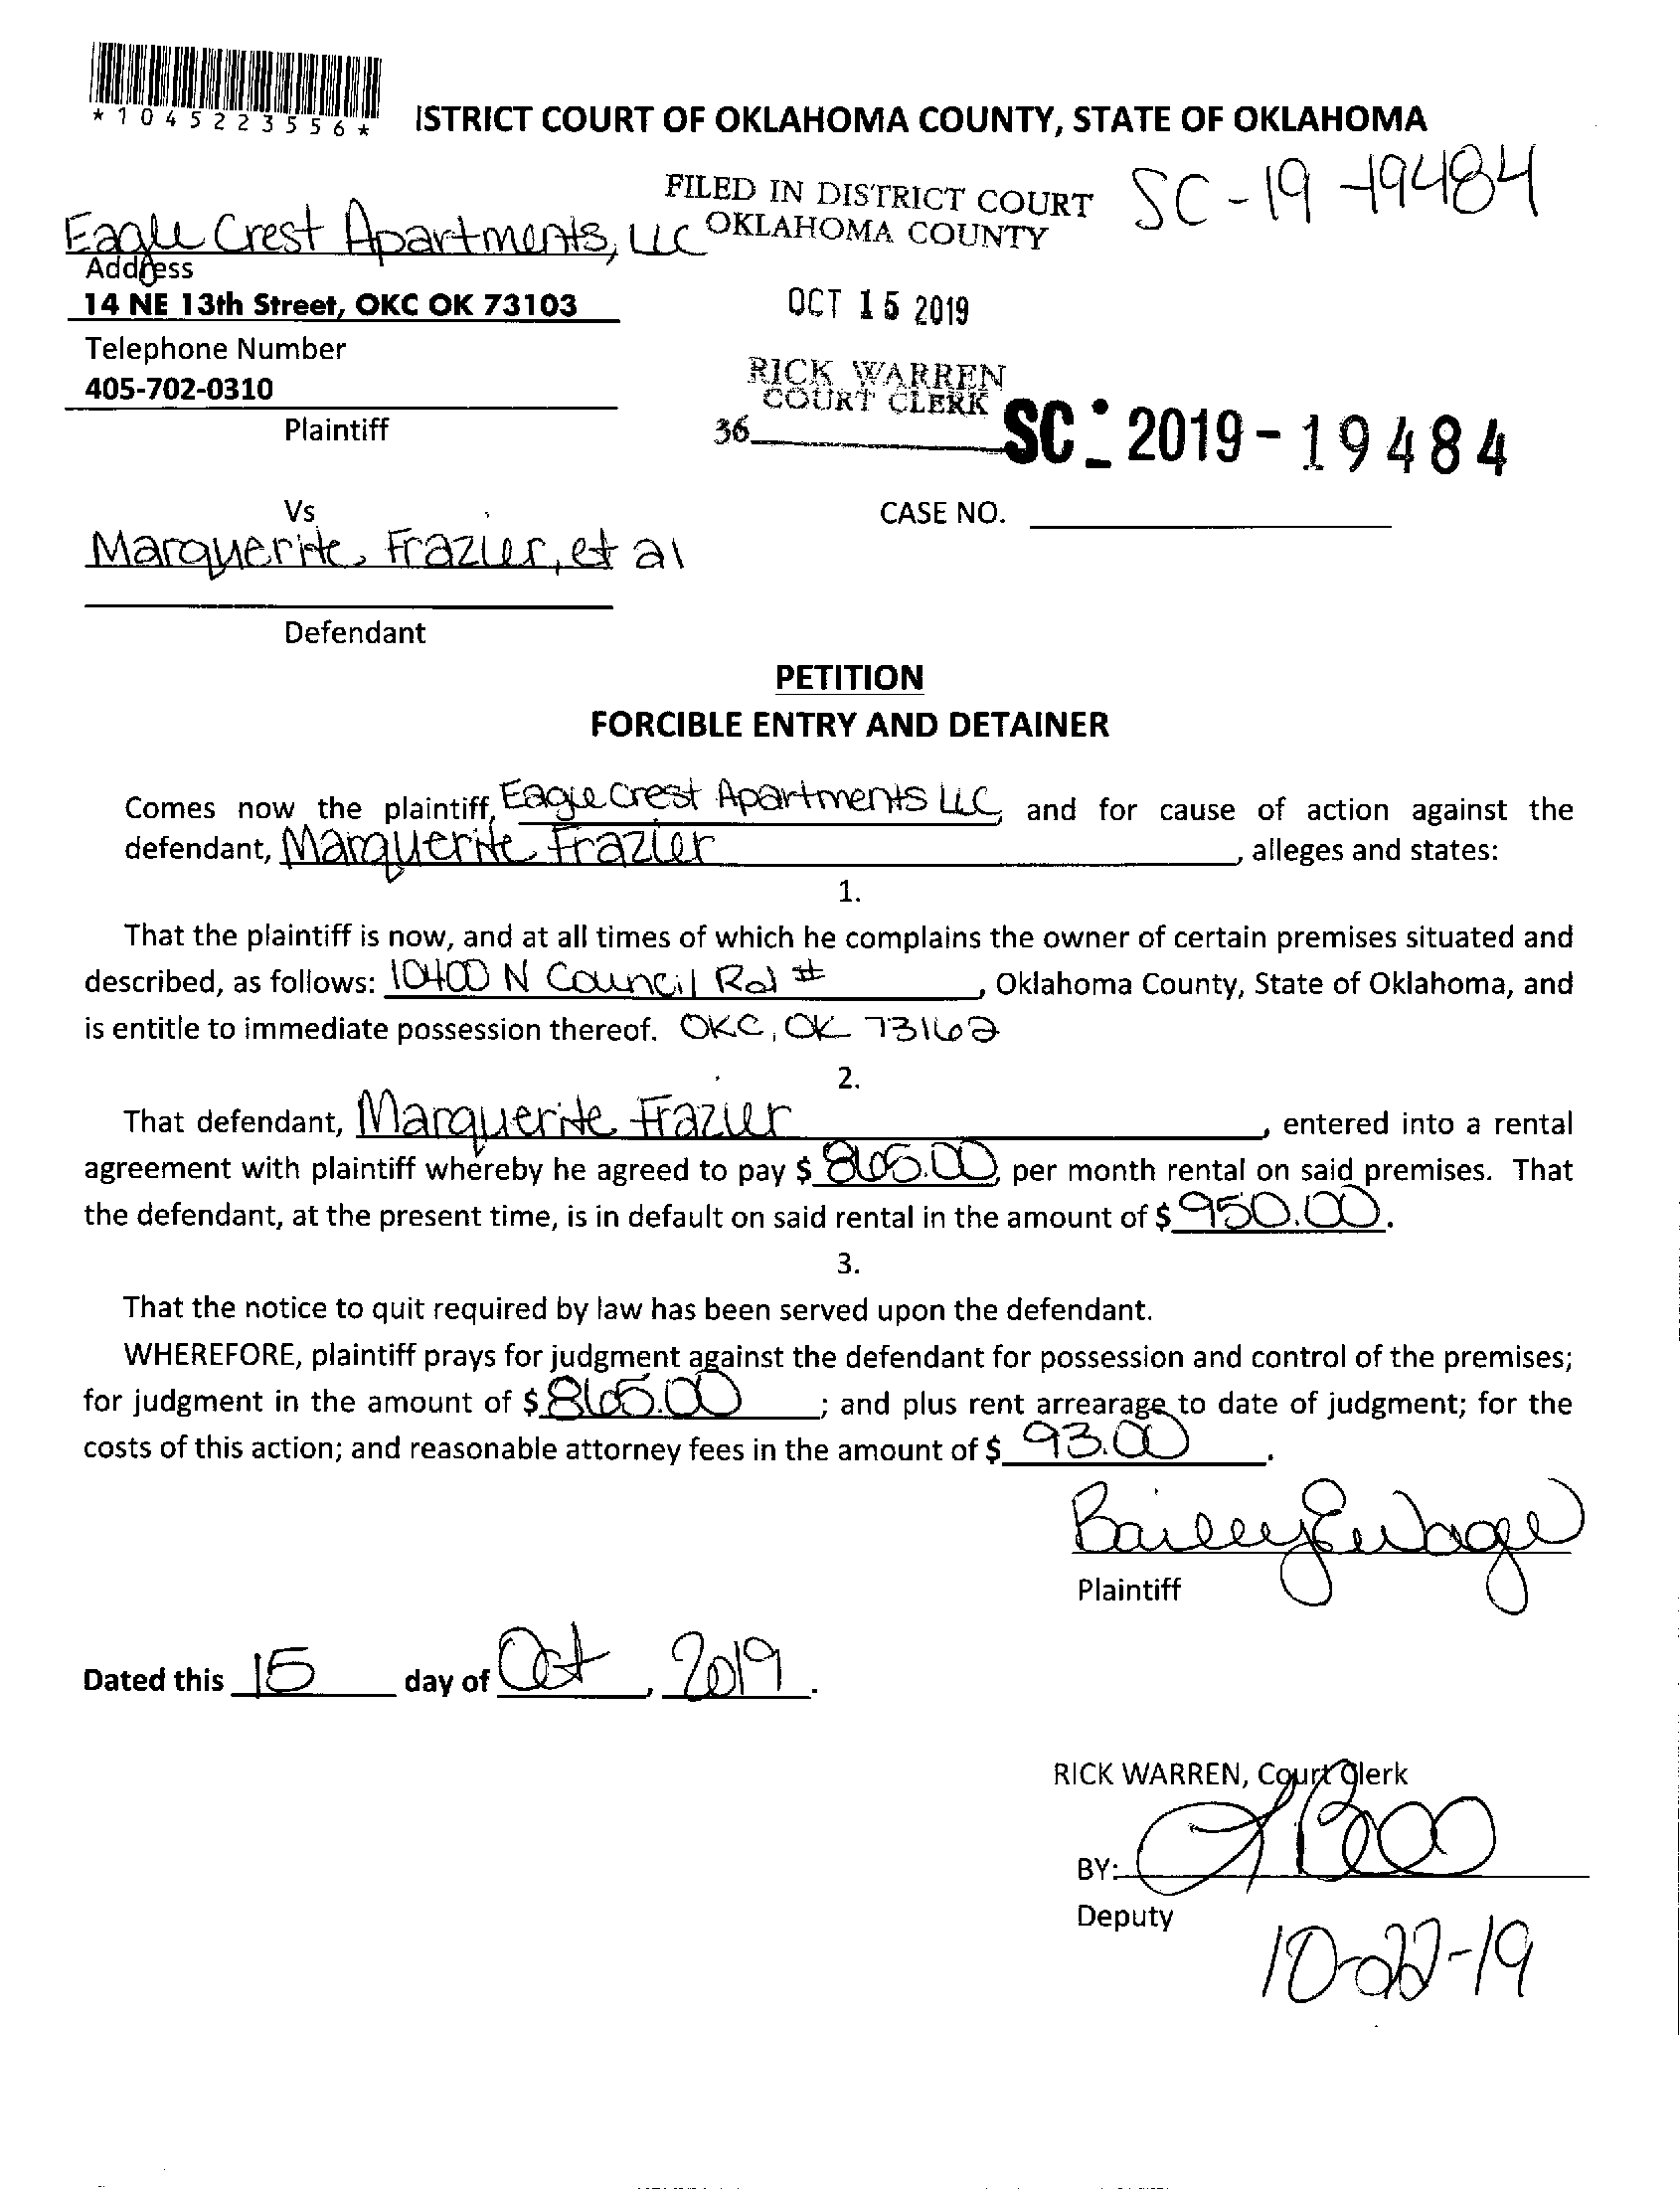 *1045223556*
ISTRICT COURT OF OKLAHOMA COUNTY, STATE OF OKLAHOMA
SC-19-19484
FILED IN DISTRICT COURT
OKLAHOMA COUNTY
Eagle Crest Apartments, LLC
Address
14 NE 13th Street, OKC OK 73103
OCT 15 2019
Telephone Number
405-702-0310
RICK WARREN
COURT CLERK
Plaintiff
36
SC - 2019-19484
Vs
CASE NO.
Marguerite Frazier, et al
Defendant
PETITION
FORCIBLE ENTRY AND DETAINER
Comes now the plaintiff, Eagle Crest Apartments LLC, and for cause of action against the
defendant, Marguerite Frazier, alleges and states:
1.
That the plaintiff is now, and at all times of which he complains the owner of certain premises situated and
described, as follows: 10400 N Council Rd #, Oklahoma County, State of Oklahoma, and
is entitle to immediate possession thereof. OKC, OK 73162
2.
That defendant, Marguerite Frazier, entered into a rental
agreement with plaintiff whereby he agreed to pay $ 865.00, per month rental on said premises. That
the defendant, at the present time, is in default on said rental in the amount of $ 950.00.
3.
That the notice to quit required by law has been served upon the defendant.
WHEREFORE, plaintiff prays for judgment against the defendant for possession and control of the premises;
for judgment in the amount of $ 865.00; and plus rent arrearage to date of judgment; for the
costs of this action; and reasonable attorney fees in the amount of $ 93.00.
Plaintiff
Dated this 15 day of Oct, 2019.
RICK WARREN, Court Clerk
BY:
Deputy
10-22-19